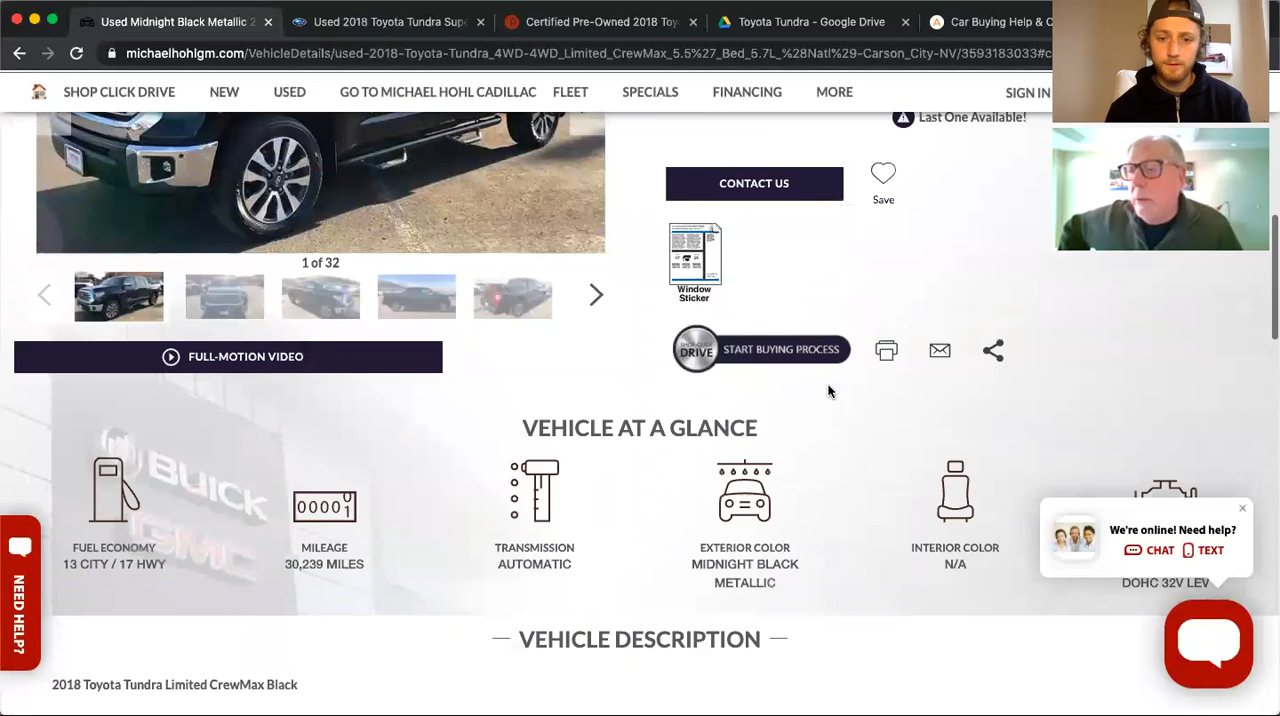 Used Midnight Black Metallic 2
Used 2018 Toyota Tundra Supe
Certified Pre-Owned 2018 Toyo
Toyota Tundra - Google Drive
Car Buying Help & C
michaelhohlgm.com/VehicleDetails/used-2018-Toyota-Tundra_4WD-4WD_Limited_CrewMax_5.5%27_Bed_5.7L_%28Natl%29-Carson_City-NV/3593183033#c
SHOP CLICK DRIVE NEW USED GO TO MICHAEL HOHL CADILLAC FLEET SPECIALS FINANCING MORE SIGN IN
Last One Available!
CONTACT US
Save
Window
Sticker
1 of 32
FULL-MOTION VIDEO
DRIVE START BUYING PROCESS
VEHICLE AT A GLANCE
BUICK
GMC
00001
FUEL ECONOMY
13 CITY / 17 HWY
MILEAGE
30,239 MILES
TRANSMISSION
AUTOMATIC
EXTERIOR COLOR
MIDNIGHT BLACK
METALLIC
INTERIOR COLOR
N/A
DOHC 32V LEV
We're online! Need help?
CHAT TEXT
NEED HELP?
VEHICLE DESCRIPTION
2018 Toyota Tundra Limited CrewMax Black